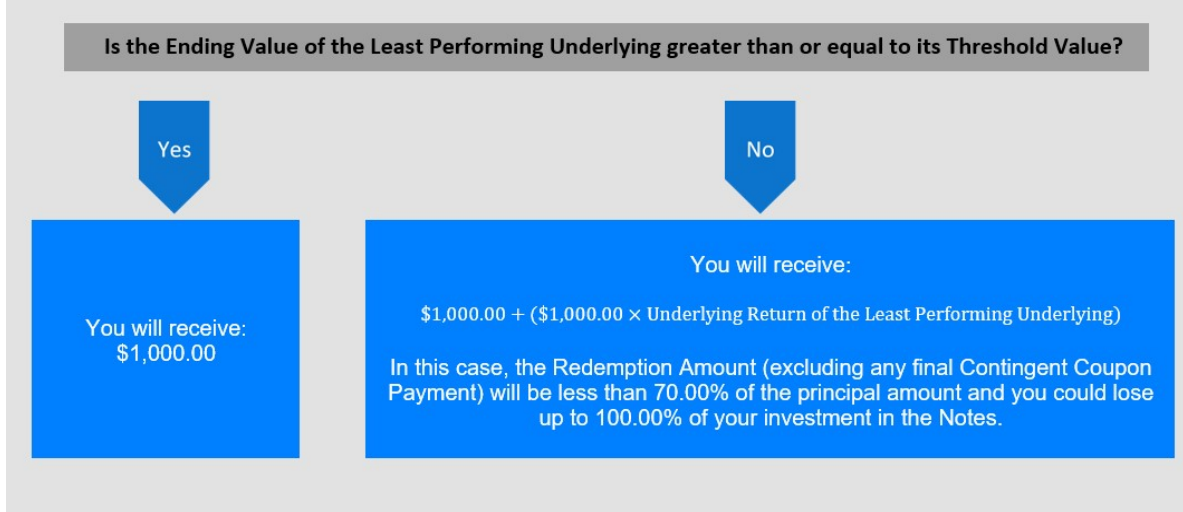 Is the Ending Value of the Least Performing Underlying greater than or equal to its Threshold Value?
Yes
No
You will receive:
$1,000.00
You will receive:
$1,000.00 + ($1,000.00 × Underlying Return of the Least Performing Underlying)
In this case, the Redemption Amount (excluding any final Contingent Coupon
Payment) will be less than 70.00% of the principal amount and you could lose
up to 100.00% of your investment in the Notes.